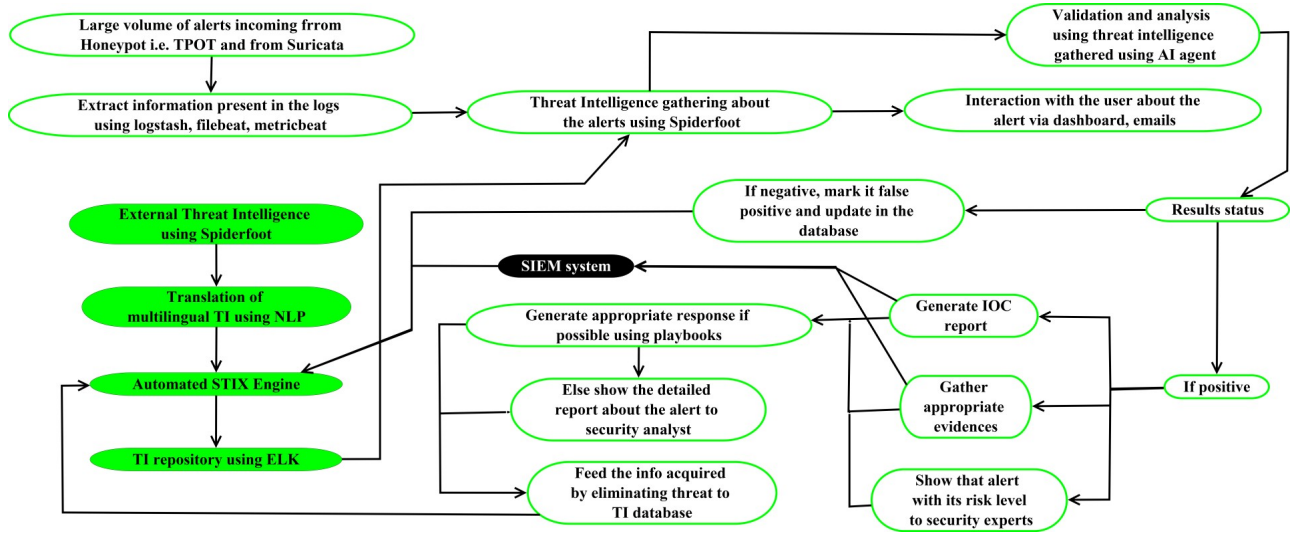 Large volume of alerts incoming frrom
Honeypot i.e. TPOT and from Suricata
Extract information present in the logs
using logstash, filebeat, metricbeat
Threat Intelligence gathering about
the alerts using Spiderfoot
Validation and analysis
using threat intelligence
gathered using AI agent
Interaction with the user about the
alert via dashboard, emails
Results status
If negative, mark it false
positive and update in the
database
External Threat Intelligence
using Spiderfoot
Translation of
multilingual TI using NLP
Automated STIX Engine
TI repository using ELK
SIEM system
Generate appropriate response if
possible using playbooks
Else show the detailed
report about the alert to
security analyst
Feed the info acquired
by eliminating threat to
TI database
Generate IOC
report
Gather
appropriate
evidences
Show that alert
with its risk level
to security experts
If positive